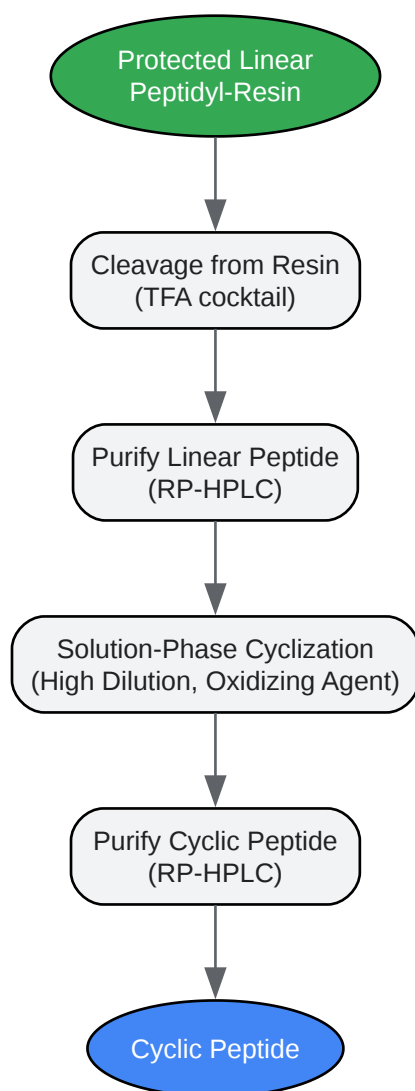 Protected Linear
Peptidyl-Resin
Cleavage from Resin
(TFA cocktail)
Purify Linear Peptide
(RP-HPLC)
Solution-Phase Cyclization
(High Dilution, Oxidizing Agent)
Purify Cyclic Peptide
(RP-HPLC)
Cyclic Peptide